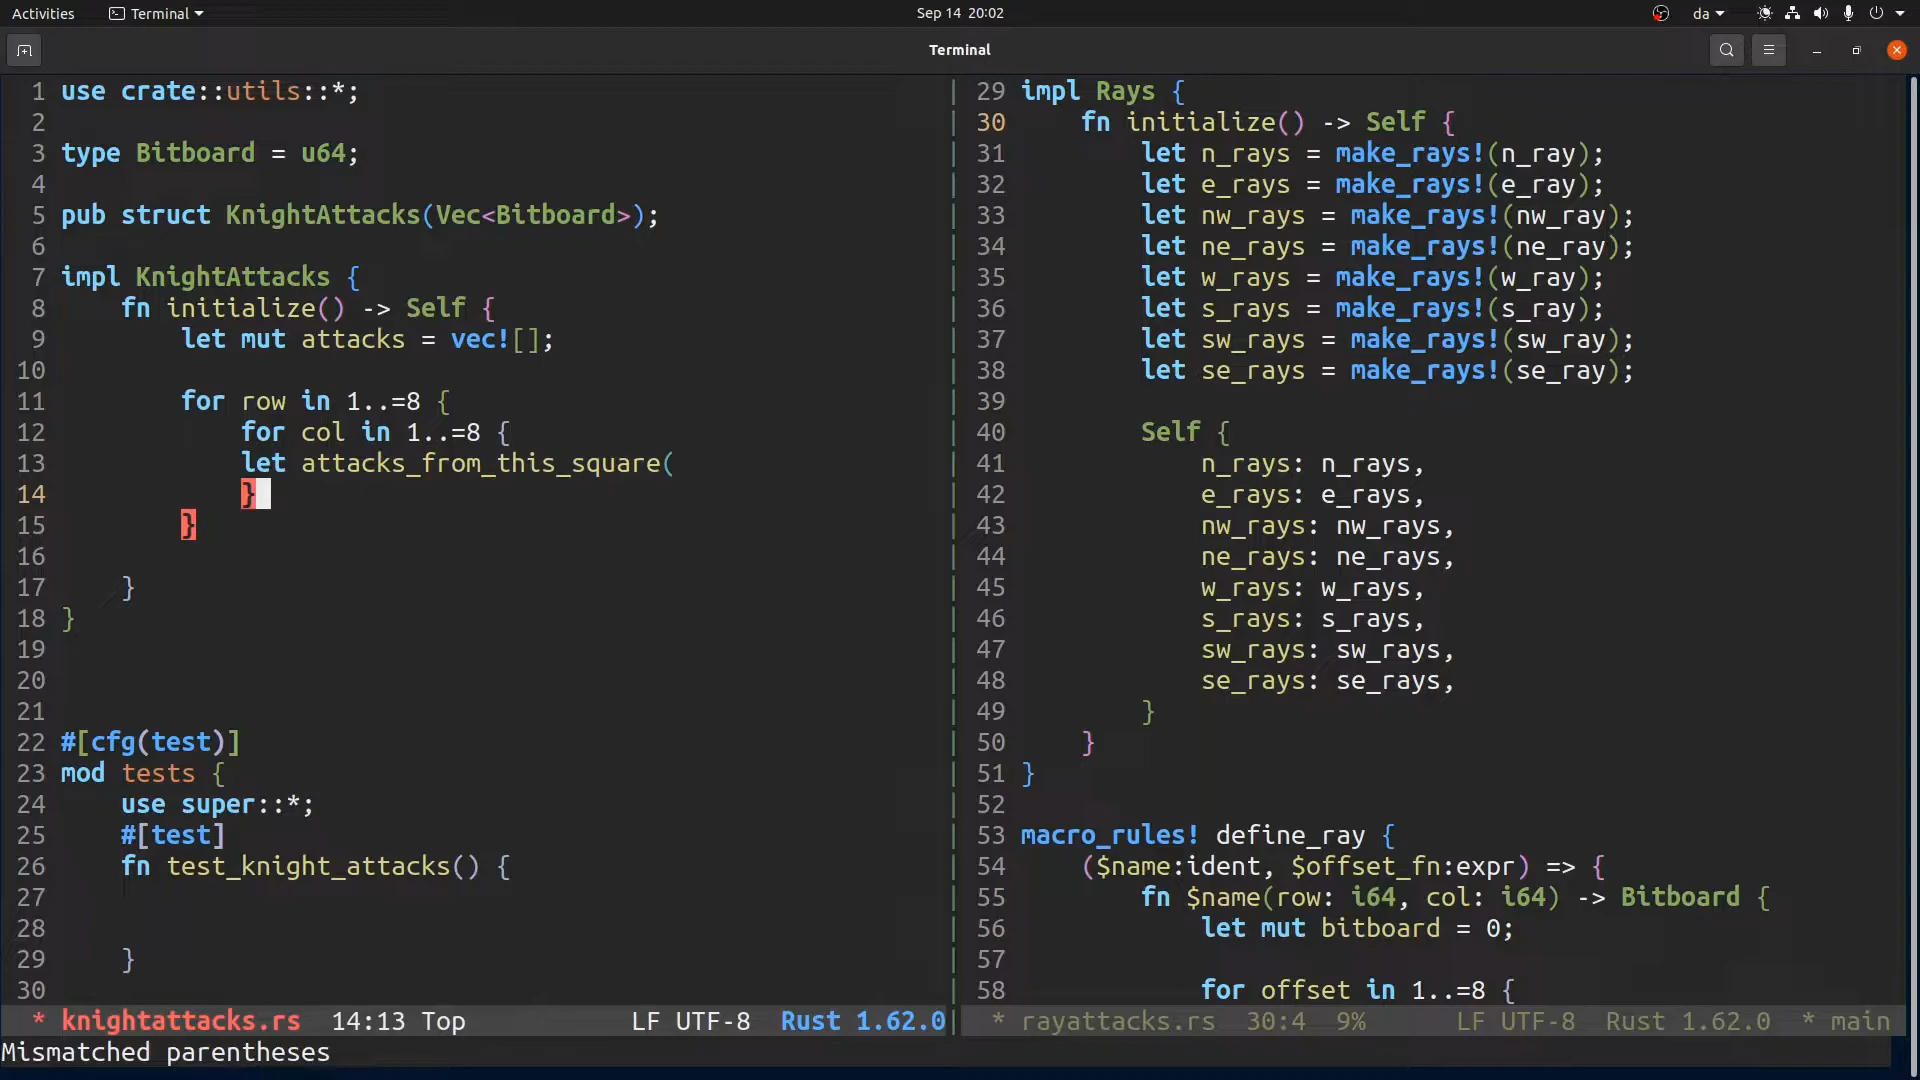 Activities
Terminal
Sep 14 20:02
da
Terminal
1 use crate::utils::*;
2
3 type Bitboard = u64;
4
5 pub struct KnightAttacks(Vec<Bitboard>);
6
7 impl KnightAttacks {
8     fn initialize() -> Self {
9         let mut attacks = vec![];
10
11         for row in 1..=8 {
12             for col in 1..=8 {
13             let attacks_from_this_square(
14             }
15         }
16
17     }
18 }
19
20
21
22 #[cfg(test)]
23 mod tests {
24     use super::*;
25     #[test]
26     fn test_knight_attacks() {
27
28
29     }
30
* knightattacks.rs  14:13 Top  LF UTF-8  Rust 1.62.0
29 impl Rays {
30     fn initialize() -> Self {
31         let n_rays = make_rays!(n_ray);
32         let e_rays = make_rays!(e_ray);
33         let nw_rays = make_rays!(nw_ray);
34         let ne_rays = make_rays!(ne_ray);
35         let w_rays = make_rays!(w_ray);
36         let s_rays = make_rays!(s_ray);
37         let sw_rays = make_rays!(sw_ray);
38         let se_rays = make_rays!(se_ray);
39
40         Self {
41             n_rays: n_rays,
42             e_rays: e_rays,
43             nw_rays: nw_rays,
44             ne_rays: ne_rays,
45             w_rays: w_rays,
46             s_rays: s_rays,
47             sw_rays: sw_rays,
48             se_rays: se_rays,
49         }
50     }
51 }
52
53 macro_rules! define_ray {
54     ($name:ident, $offset_fn:expr) => {
55         fn $name(row: i64, col: i64) -> Bitboard {
56             let mut bitboard = 0;
57
58             for offset in 1..=8 {
* rayattacks.rs  30:4  9%  LF UTF-8  Rust 1.62.0  * main
Mismatched parentheses